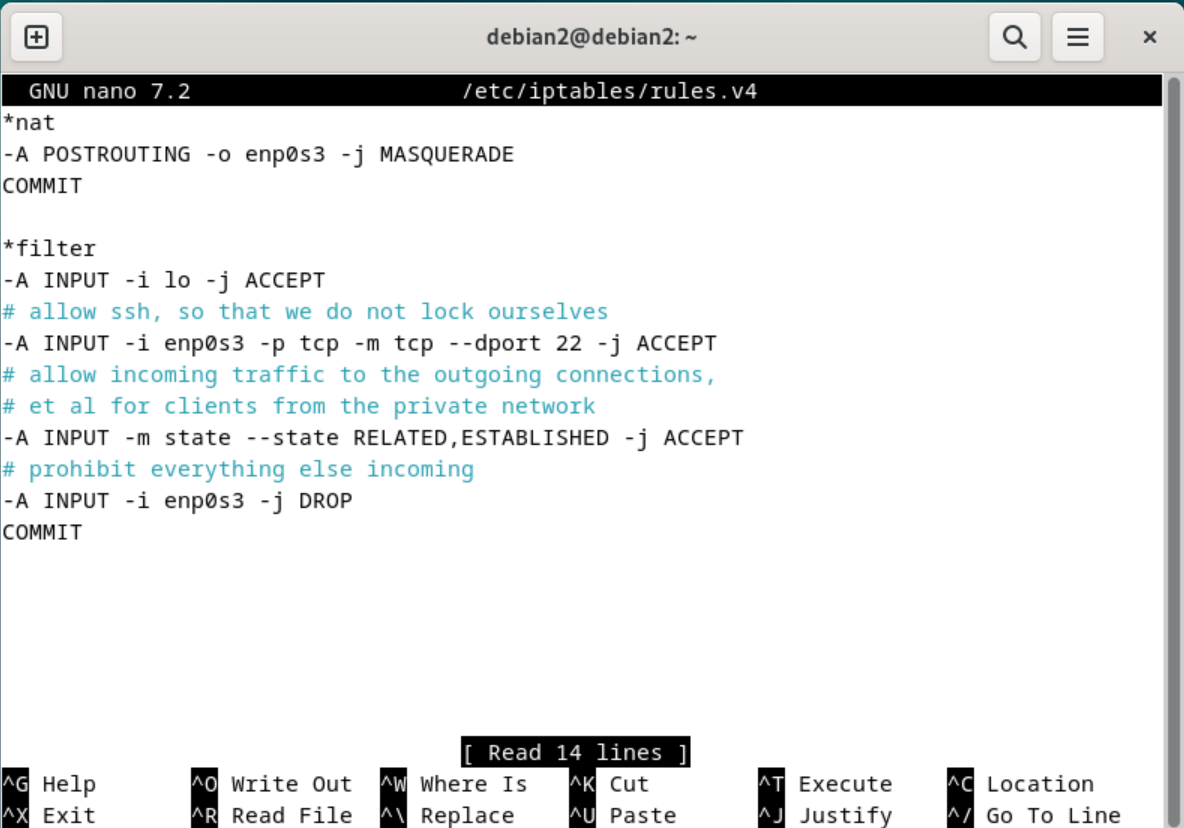 debian2@debian2: ~
GNU nano 7.2 /etc/iptables/rules.v4
*nat
-A POSTROUTING -o enp0s3 -j MASQUERADE
COMMIT
*filter
-A INPUT -i lo -j ACCEPT
# allow ssh, so that we do not lock ourselves
-A INPUT -i enp0s3 -p tcp -m tcp --dport 22 -j ACCEPT
# allow incoming traffic to the outgoing connections,
# et al for clients from the private network
-A INPUT -m state --state RELATED,ESTABLISHED -j ACCEPT
# prohibit everything else incoming
-A INPUT -i enp0s3 -j DROP
COMMIT
[ Read 14 lines ]
^G Help ^O Write Out ^W Where Is ^K Cut ^T Execute ^C Location
^X Exit ^R Read File ^\ Replace ^U Paste ^J Justify ^/ Go To Line